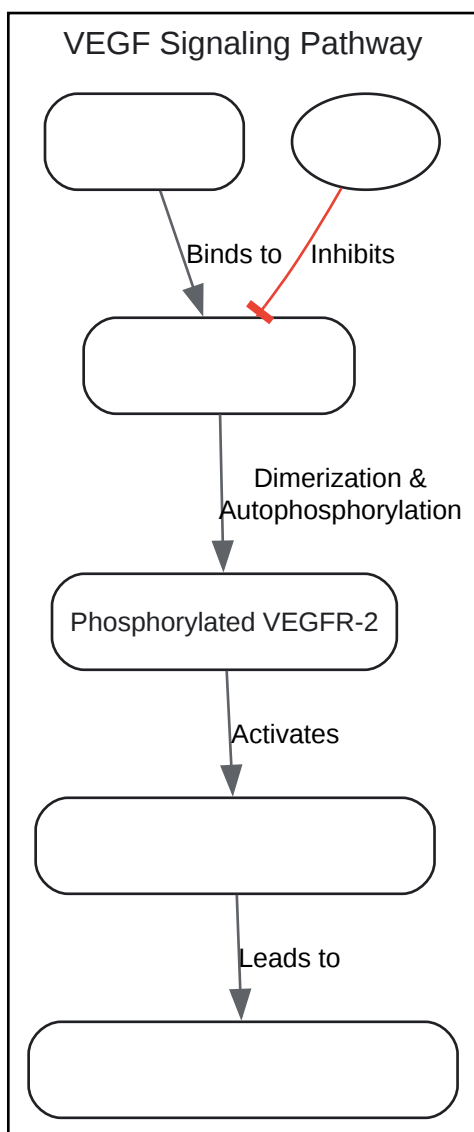 VEGF Signaling Pathway
Binds to
Inhibits
Dimerization &
Autophosphorylation
Phosphorylated VEGFR-2
Activates
Leads to